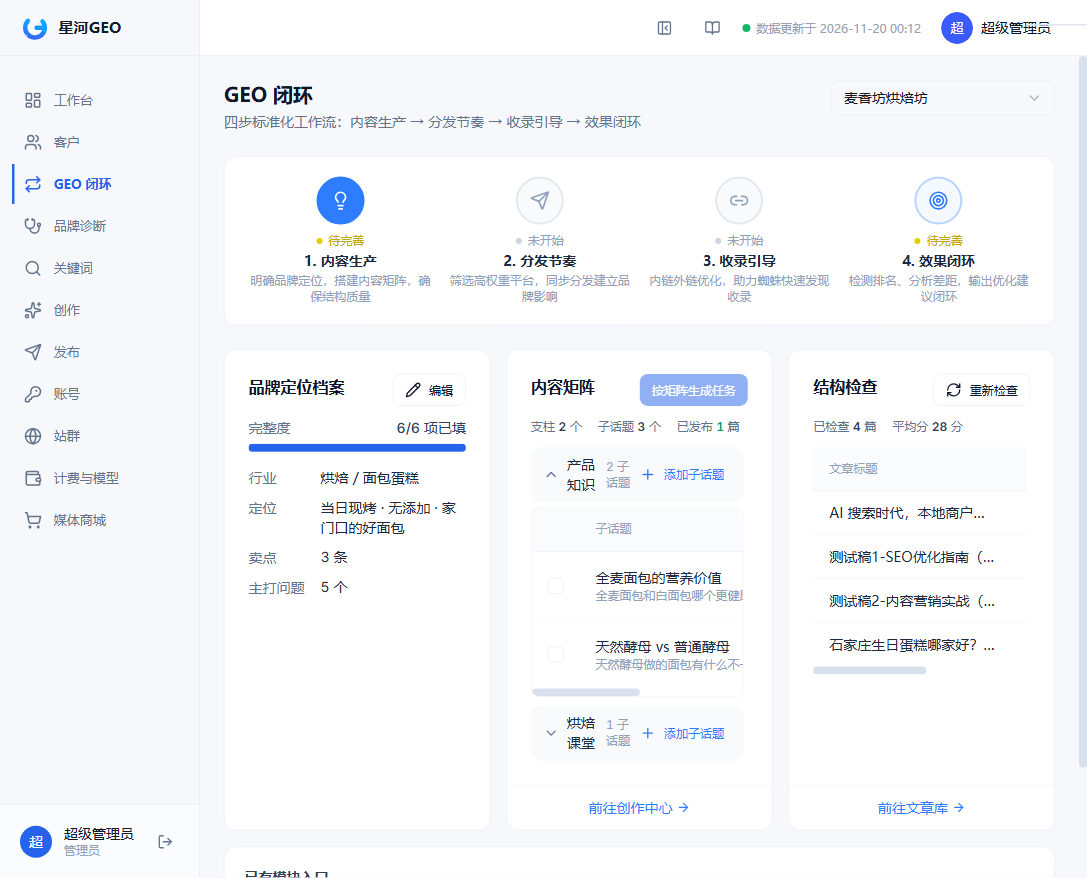 星河GEO
数据更新于 2026-11-20 00:12
超
超级管理员
工作台
客户
GEO 闭环
品牌诊断
关键词
创作
发布
账号
站群
计费与模型
媒体商城
超
超级管理员
管理员
GEO 闭环
四步标准化工作流：内容生产 → 分发节奏 → 收录引导 → 效果闭环
麦香坊烘焙坊
待完善
1. 内容生产
明确品牌定位，搭建内容矩阵，确
保结构质量
未开始
2. 分发节奏
筛选高权重平台，同步分发建立品
牌影响
未开始
3. 收录引导
内链外链优化，助力蜘蛛快速发现
收录
待完善
4. 效果闭环
检测排名、分析差距，输出优化建
议闭环
品牌定位档案
编辑
完整度
6/6 项已填
行业
烘焙 / 面包蛋糕
定位
当日现烤 · 无添加 · 家
门口的好面包
卖点
3 条
主打问题
5 个
内容矩阵
按矩阵生成任务
支柱 2 个 子话题 3 个 已发布 1 篇
产品
知识
2 子
话题
添加子话题
子话题
全麦面包的营养价值
全麦面包和白面包哪个更健
天然酵母 vs 普通酵母
天然酵母做的面包有什么不
烘焙
课堂
1 子
话题
添加子话题
前往创作中心 →
结构检查
重新检查
已检查 4 篇 平均分 28 分
文章标题
AI 搜索时代，本地商户...
测试稿1-SEO优化指南（...
测试稿2-内容营销实战（...
石家庄生日蛋糕哪家好？...
前往文章库 →
已有模块入口